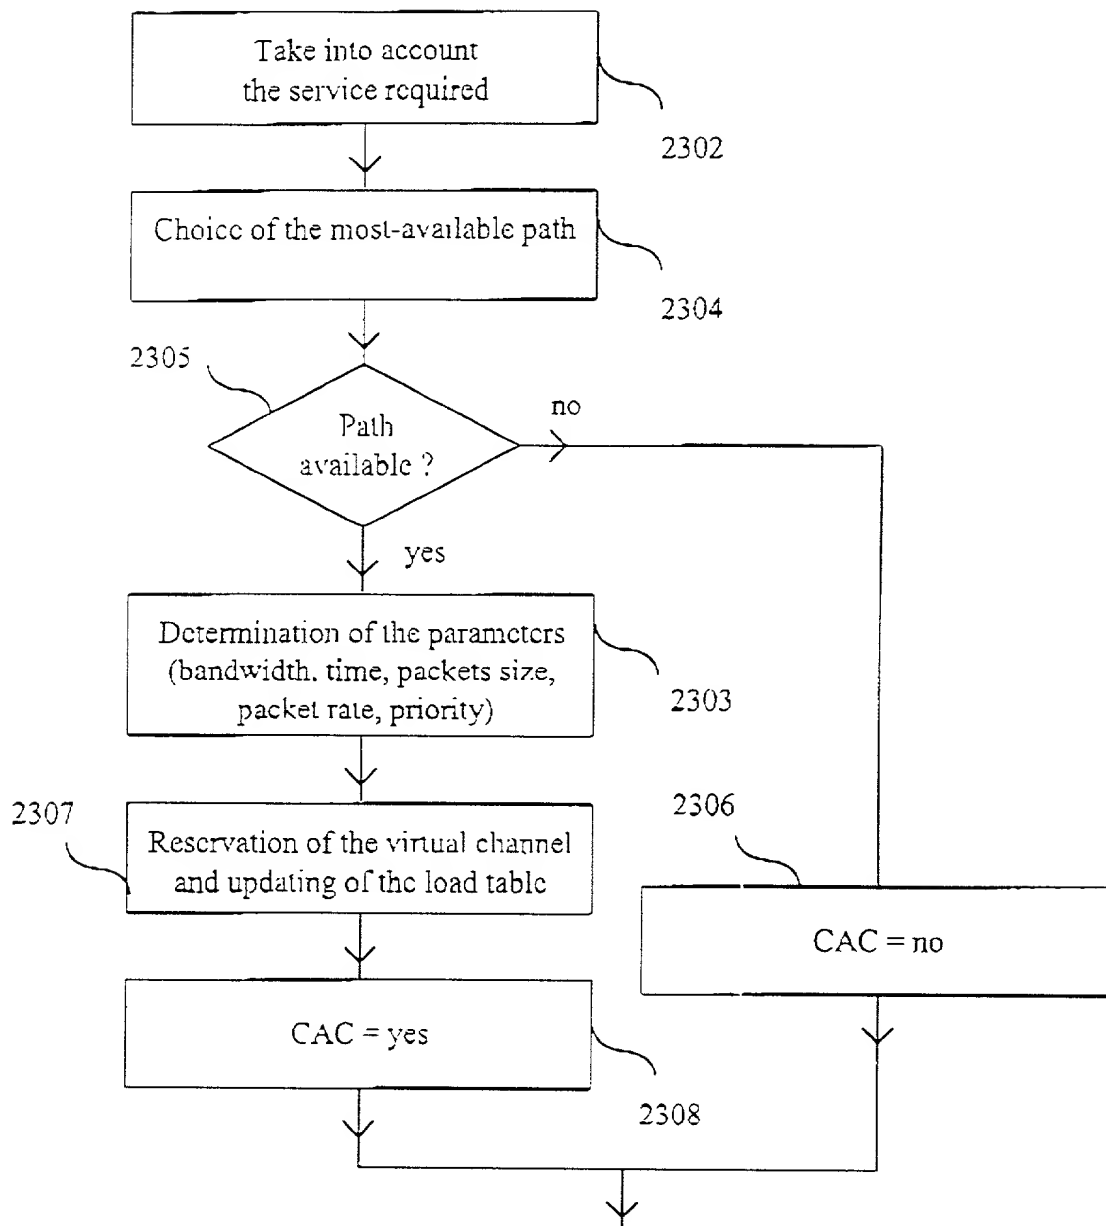 Take into account
the service required
2302
Choice of the most-available path
2304
2305
Path
available ?
no
yes
Determination of the parameters
(bandwidth. time, packets size,
packet rate, priority)
2303
2307
Reservation of the virtual channel
and updating of the load table
2306
CAC = no
CAC = yes
2308